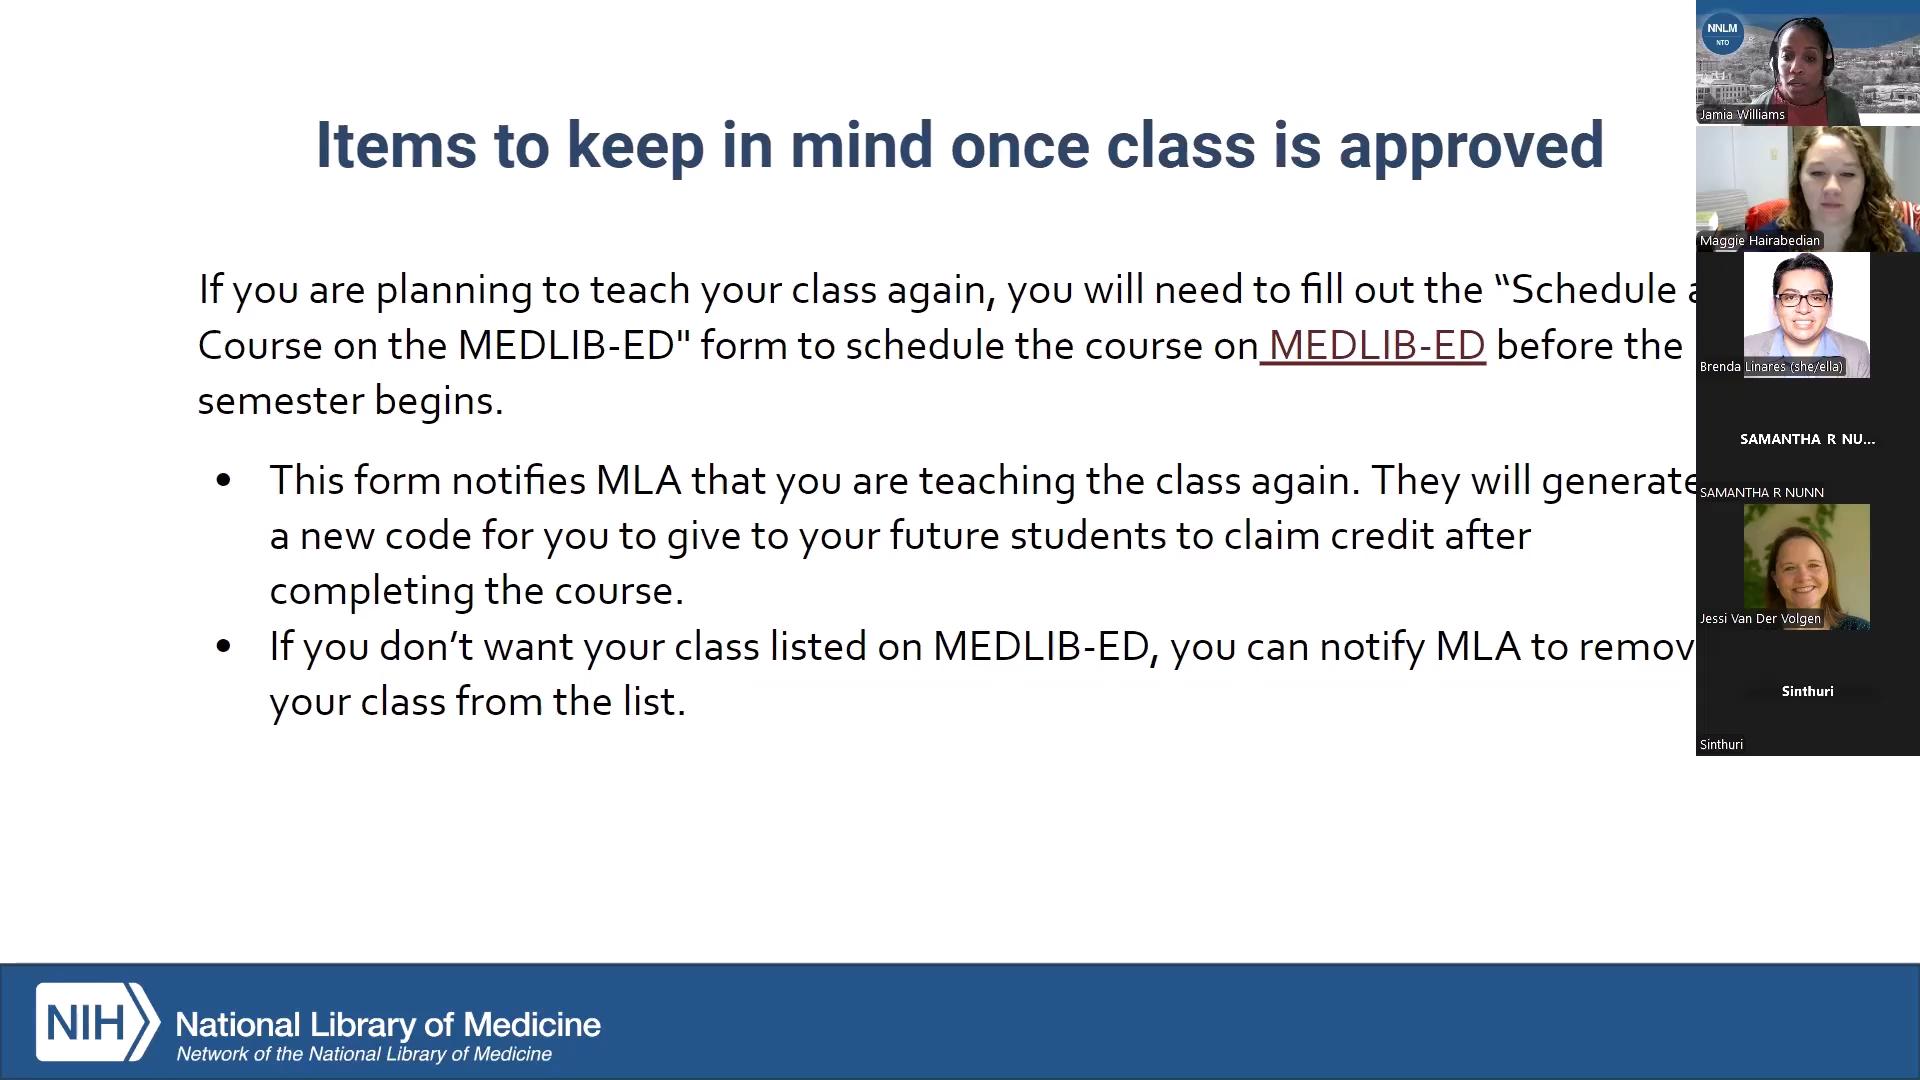 Items to keep in mind once class is approved
If you are planning to teach your class again, you will need to fill out the “Schedule
Course on the MEDLIB-ED" form to schedule the course on MEDLIB-ED before the
semester begins.
• This form notifies MLA that you are teaching the class again. They will generate
a new code for you to give to your future students to claim credit after
completing the course.
• If you don’t want your class listed on MEDLIB-ED, you can notify MLA to remov
your class from the list.
NIH National Library of Medicine
Network of the National Library of Medicine
NNLM
NTO
Jamia Williams
Maggie Hairabedian
Brenda Linares (she/ella)
SAMANTHA R NU...
SAMANTHA R NUNN
Jessi Van Der Volgen
Sinthuri
Sinthuri